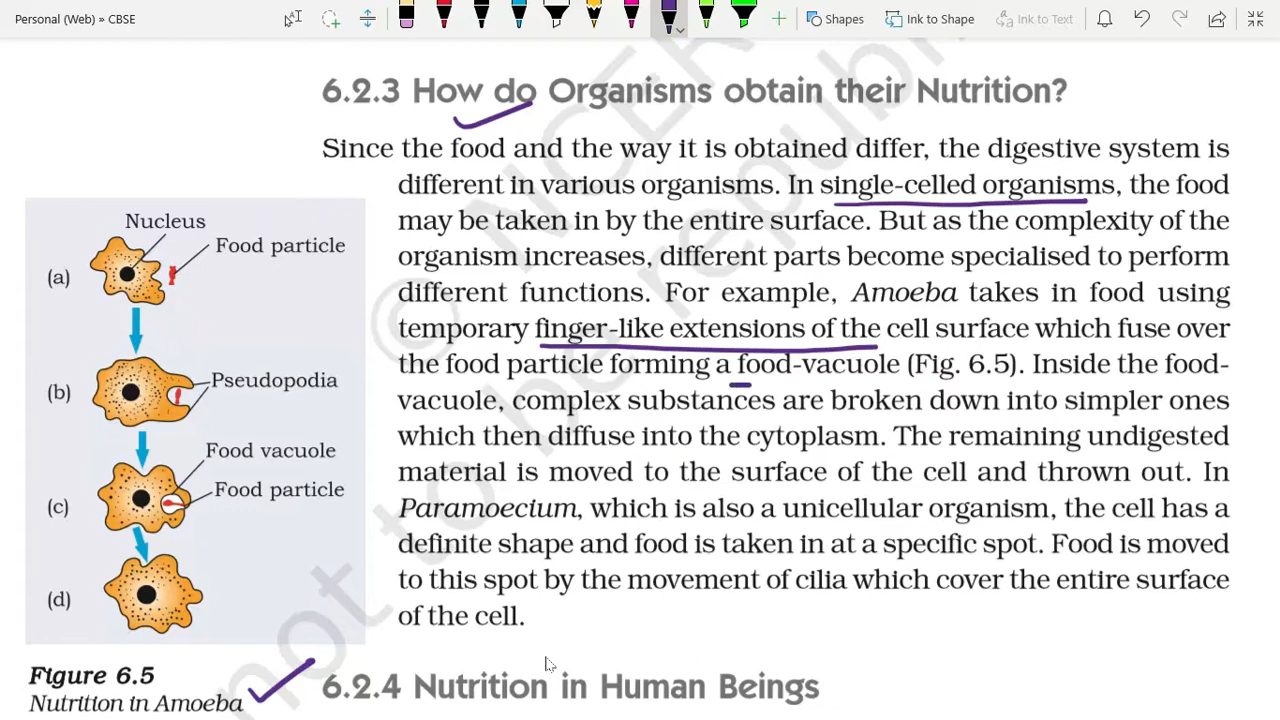 Personal (Web) » CBSE
Shapes
Ink to Shape
Ink to Text
6.2.3 How do Organisms obtain their Nutrition?
Since the food and the way it is obtained differ, the digestive system is
different in various organisms. In single-celled organisms, the food
may be taken in by the entire surface. But as the complexity of the
organism increases, different parts become specialised to perform
different functions. For example, Amoeba takes in food using
temporary finger-like extensions of the cell surface which fuse over
the food particle forming a food-vacuole (Fig. 6.5). Inside the food-
vacuole, complex substances are broken down into simpler ones
which then diffuse into the cytoplasm. The remaining undigested
material is moved to the surface of the cell and thrown out. In
Paramoecium, which is also a unicellular organism, the cell has a
definite shape and food is taken in at a specific spot. Food is moved
to this spot by the movement of cilia which cover the entire surface
of the cell.
Nucleus
Food particle
(a)
(b)
Pseudopodia
Food vacuole
Food particle
(c)
(d)
Figure 6.5
Nutrition in Amoeba
6.2.4 Nutrition in Human Beings
© NCER
not to be republ